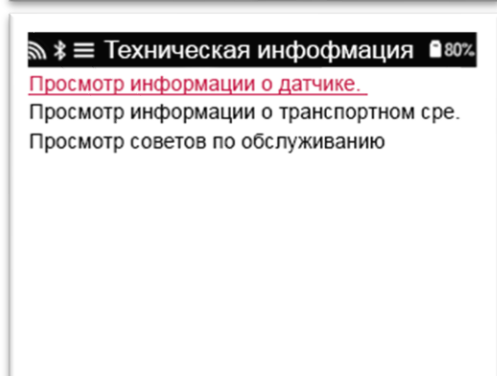 Техническая инфофмация 80%
Просмотр информации о датчике.
Просмотр информации о транспортном сре.
Просмотр советов по обслуживанию